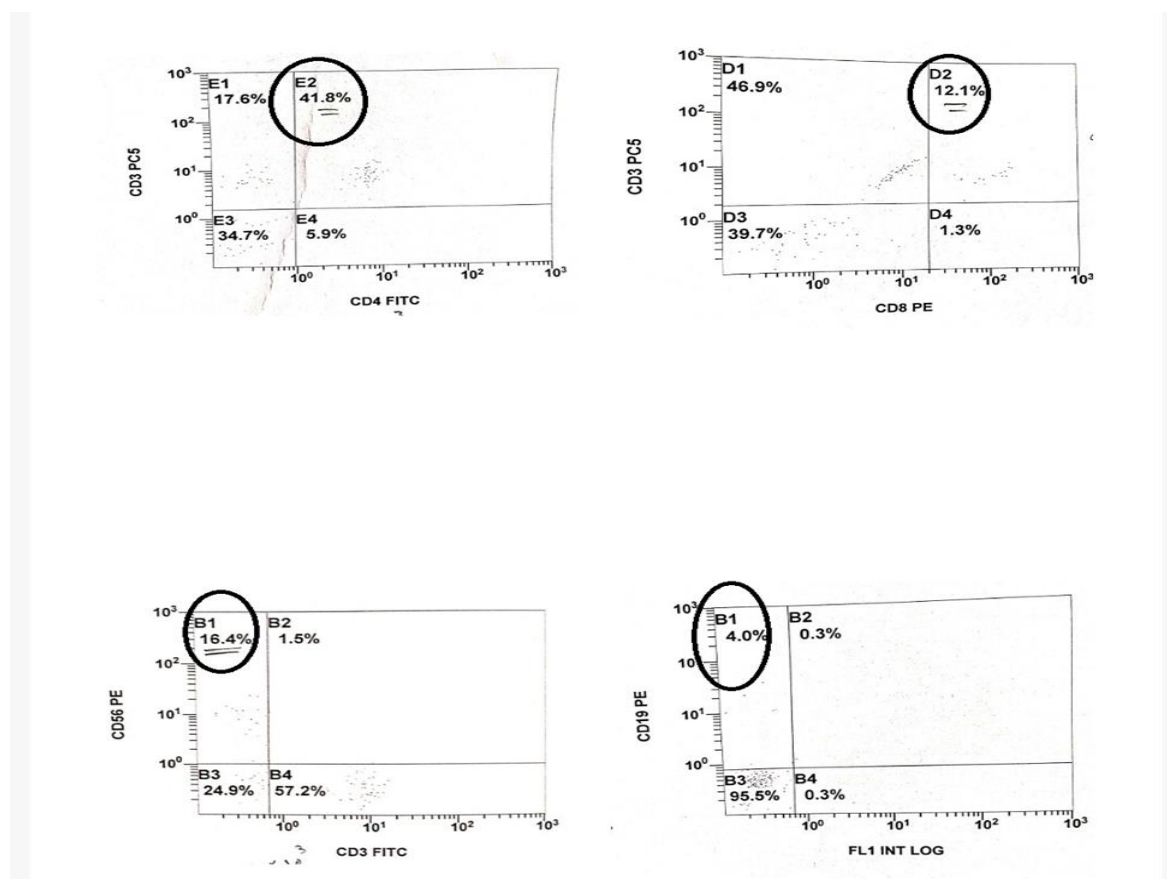 10³
E1
17.6%
E2
41.8%
10²
10¹
10⁰
E3
34.7%
E4
5.9%
10⁰ 10¹ 10² 10³
CD3 PC5
CD4 FITC
10³
D1
46.9%
D2
12.1%
10²
10¹
10⁰
D3
39.7%
D4
1.3%
10⁰ 10¹ 10² 10³
CD3 PC5
CD8 PE
10³
B1
16.4%
B2
1.5%
10²
10¹
10⁰
B3
24.9%
B4
57.2%
10⁰ 10¹ 10² 10³
CD56 PE
CD3 FITC
10³
B1
4.0%
B2
0.3%
10
10¹
10⁰
B3
95.5%
B4
0.3%
10⁰ 10¹ 10² 10³
CD19 PE
FL1 INT LOG